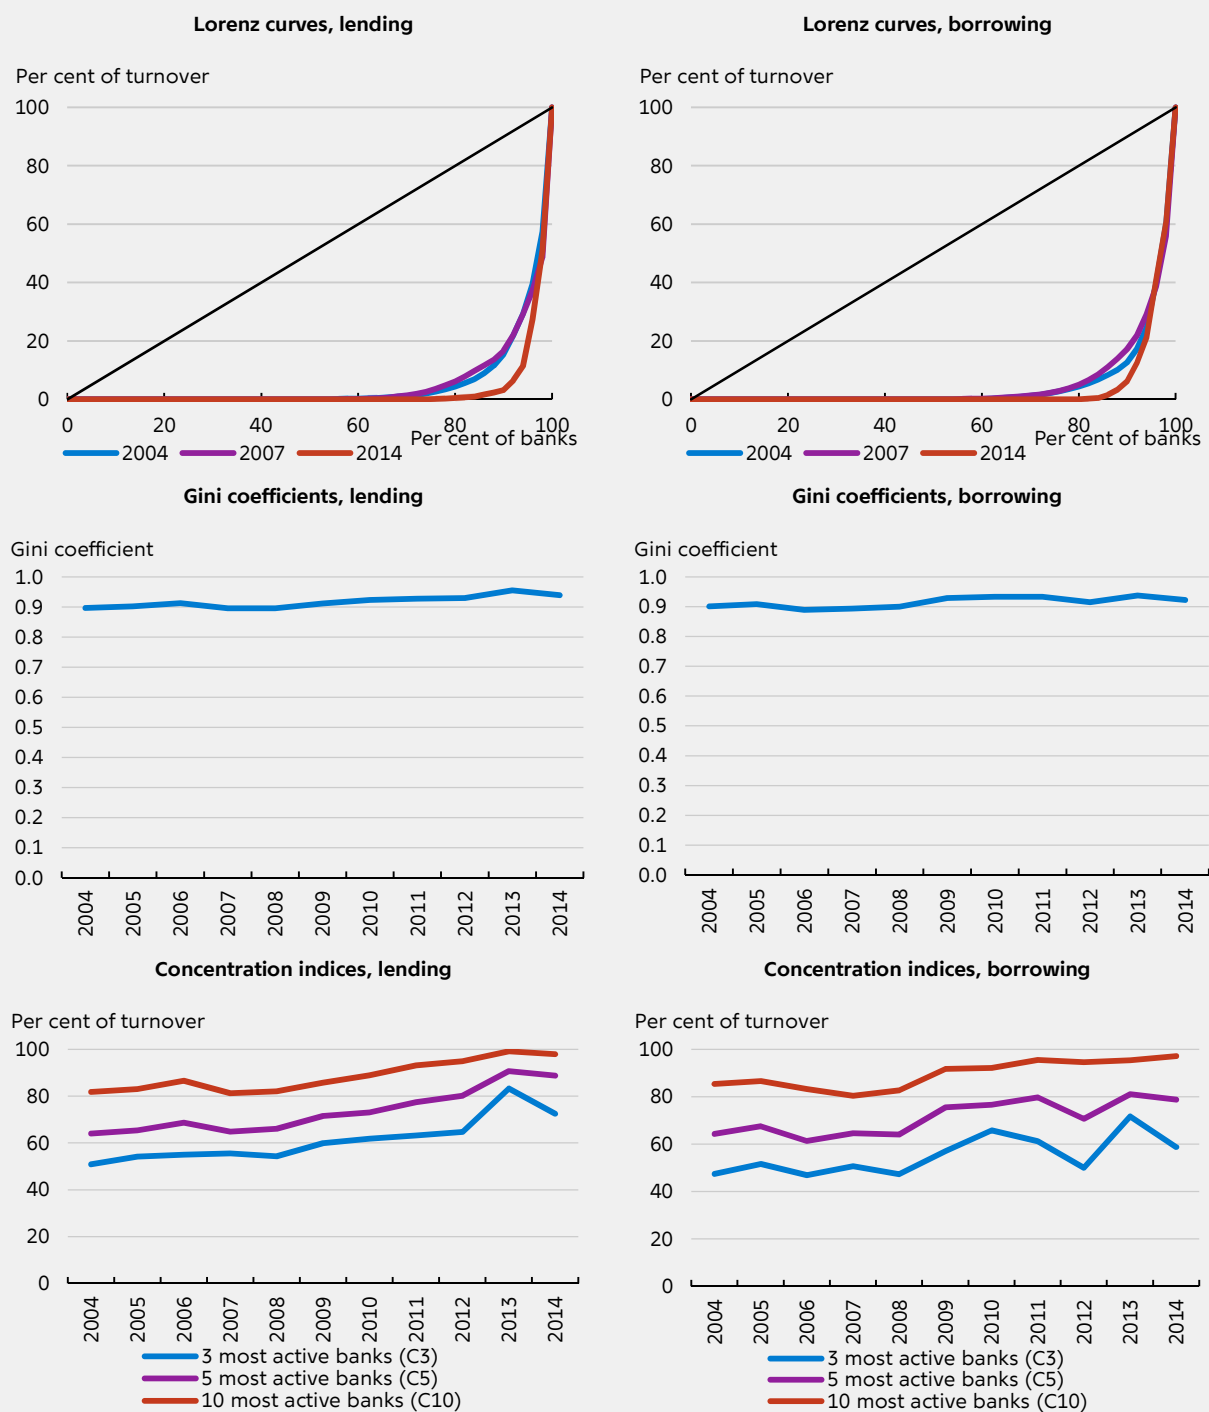 Lorenz curves, lending
Per cent of turnover
100
80
60
40
20
0
0 20 40 60 80 100
Per cent of banks
2004 2007 2014
Lorenz curves, borrowing
Per cent of turnover
100
80
60
40
20
0
0 20 40 60 80 100
Per cent of banks
2004 2007 2014
Gini coefficients, lending
Gini coefficient
1.0
0.9
0.8
0.7
0.6
0.5
0.4
0.3
0.2
0.1
0.0
2004 2005 2006 2007 2008 2009 2010 2011 2012 2013 2014
Gini coefficients, borrowing
Gini coefficient
1.0
0.9
0.8
0.7
0.6
0.5
0.4
0.3
0.2
0.1
0.0
2004 2005 2006 2007 2008 2009 2010 2011 2012 2013 2014
Concentration indices, lending
Per cent of turnover
100
80
60
40
20
0
2004 2005 2006 2007 2008 2009 2010 2011 2012 2013 2014
3 most active banks (C3)
5 most active banks (C5)
10 most active banks (C10)
Concentration indices, borrowing
Per cent of turnover
100
80
60
40
20
0
2004 2005 2006 2007 2008 2009 2010 2011 2012 2013 2014
3 most active banks (C3)
5 most active banks (C5)
10 most active banks (C10)